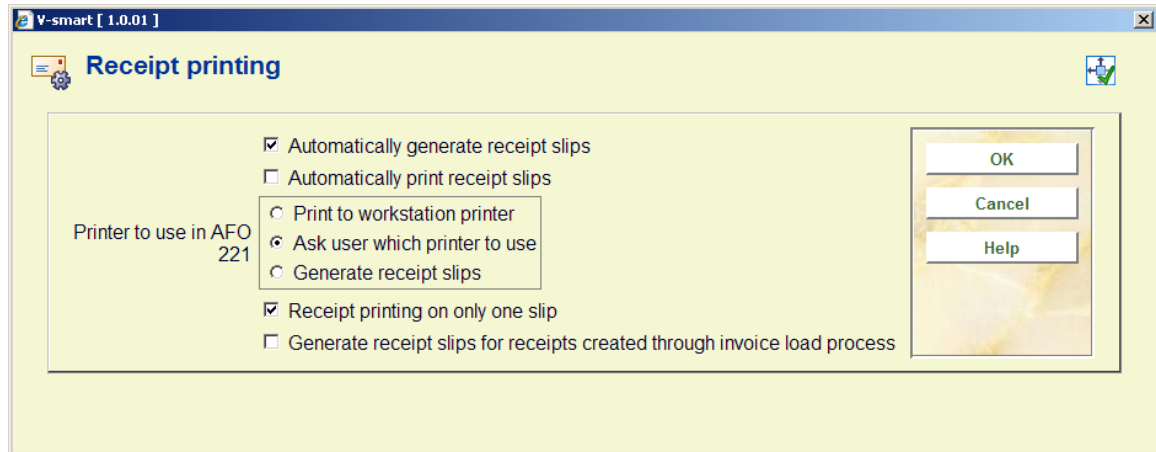 V-smart [ 1.0.01 ]
Receipt printing
Automatically generate receipt slips
Automatically print receipt slips
Printer to use in AFO
221
Print to workstation printer
Ask user which printer to use
Generate receipt slips
Receipt printing on only one slip
Generate receipt slips for receipts created through invoice load process
OK
Cancel
Help